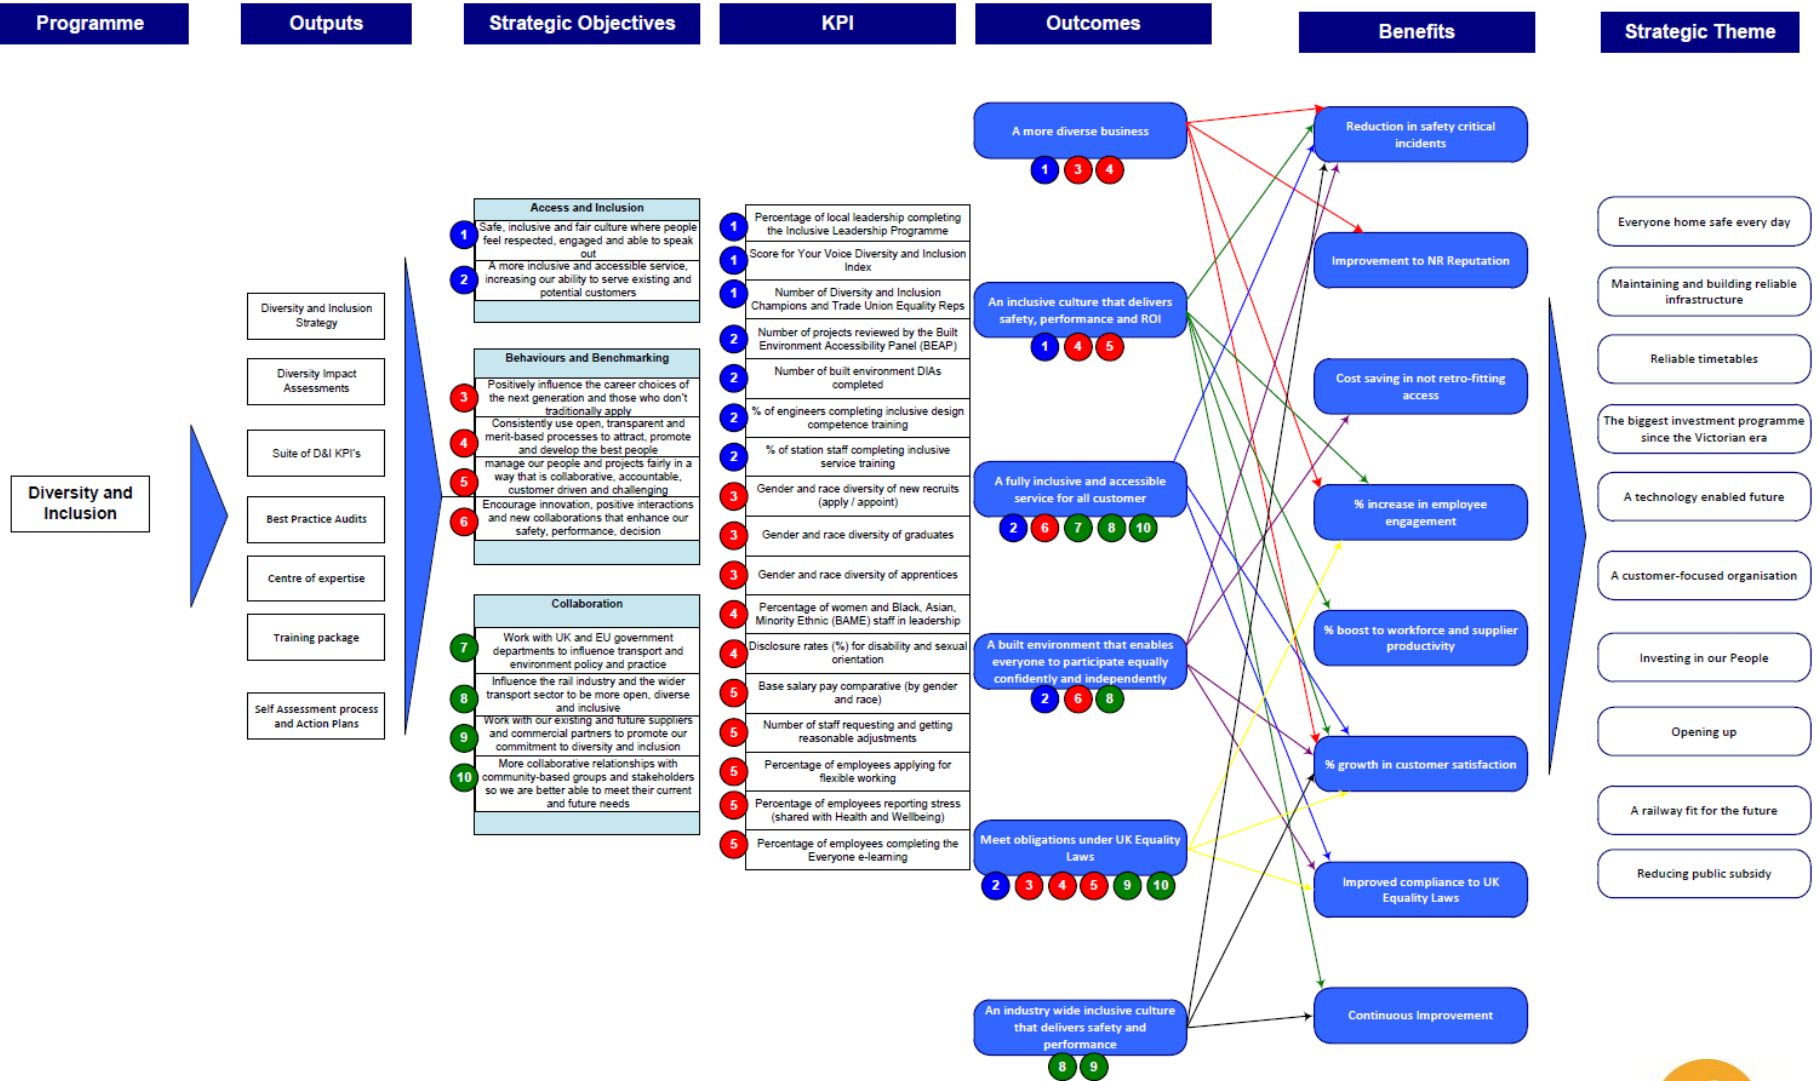 Programme
Outputs
Strategic Objectives
KPI
Outcomes
Benefits
Strategic Theme
Diversity and
Inclusion
Diversity and Inclusion
Strategy
Diversity Impact
Assessments
Suite of D&I KPI's
Best Practice Audits
Centre of expertise
Training package
Self Assessment process
and Action Plans
Access and Inclusion
1
Safe, inclusive and fair culture where people
feel respected, engaged and able to speak
out
2
A more inclusive and accessible service,
increasing our ability to serve existing and
potential customers
Behaviours and Benchmarking
3
Positively influence the career choices of
the next generation and those who don't
traditionally apply
4
Consistently use open, transparent and
merit-based processes to attract, promote
and develop the best people
5
manage our people and projects fairly in a
way that is collaborative, accountable,
customer driven and challenging
6
Encourage innovation, positive interactions
and new collaborations that enhance our
safety, performance, decision
Collaboration
7
Work with UK and EU government
departments to influence transport and
environment policy and practice
8
Influence the rail industry and the wider
transport sector to be more open, diverse
and inclusive
9
Work with our existing and future suppliers
and commercial partners to promote our
commitment to diversity and inclusion
10
More collaborative relationships with
community-based groups and stakeholders
so we are better able to meet their current
and future needs
1
Percentage of local leadership completing
the Inclusive Leadership Programme
1
Score for Your Voice Diversity and Inclusion
Index
1
Number of Diversity and Inclusion
Champions and Trade Union Equality Reps
2
Number of projects reviewed by the Built
Environment Accessibility Panel (BEAP)
2
Number of built environment DIAs
completed
2
% of engineers completing inclusive design
competence training
2
% of station staff completing inclusive
service training
3
Gender and race diversity of new recruits
(apply / appoint)
3
Gender and race diversity of graduates
3
Gender and race diversity of apprentices
4
Percentage of women and Black, Asian,
Minority Ethnic (BAME) staff in leadership
4
Disclosure rates (%) for disability and sexual
orientation
5
Base salary pay comparative (by gender
and race)
5
Number of staff requesting and getting
reasonable adjustments
5
Percentage of employees applying for
flexible working
5
Percentage of employees reporting stress
(shared with Health and Wellbeing)
5
Percentage of employees completing the
Everyone e-learning
A more diverse business
1 3 4
An inclusive culture that delivers
safety, performance and ROI
1 4 5
A fully inclusive and accessible
service for all customer
2 6 7 8 10
A built environment that enables
everyone to participate equally
confidently and independently
2 6 8
Meet obligations under UK Equality
Laws
2 3 4 5 9 10
An industry wide inclusive culture
that delivers safety and
performance
8 9
Reduction in safety critical
incidents
Improvement to NR Reputation
Cost saving in not retro-fitting
access
% increase in employee
engagement
% boost to workforce and supplier
productivity
% growth in customer satisfaction
Improved compliance to UK
Equality Laws
Continuous Improvement
Everyone home safe every day
Maintaining and building reliable
infrastructure
Reliable timetables
The biggest investment programme
since the Victorian era
A technology enabled future
A customer-focused organisation
Investing in our People
Opening up
A railway fit for the future
Reducing public subsidy